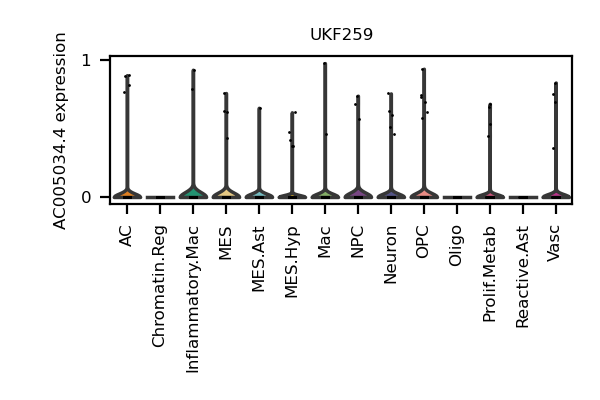 UKF259
AC005034.4 expression
1
0
AC
Chromatin.Reg
Inflammatory.Mac
MES
MES.Ast
MES.Hyp
Mac
NPC
Neuron
OPC
Oligo
Prolif.Metab
Reactive.Ast
Vasc